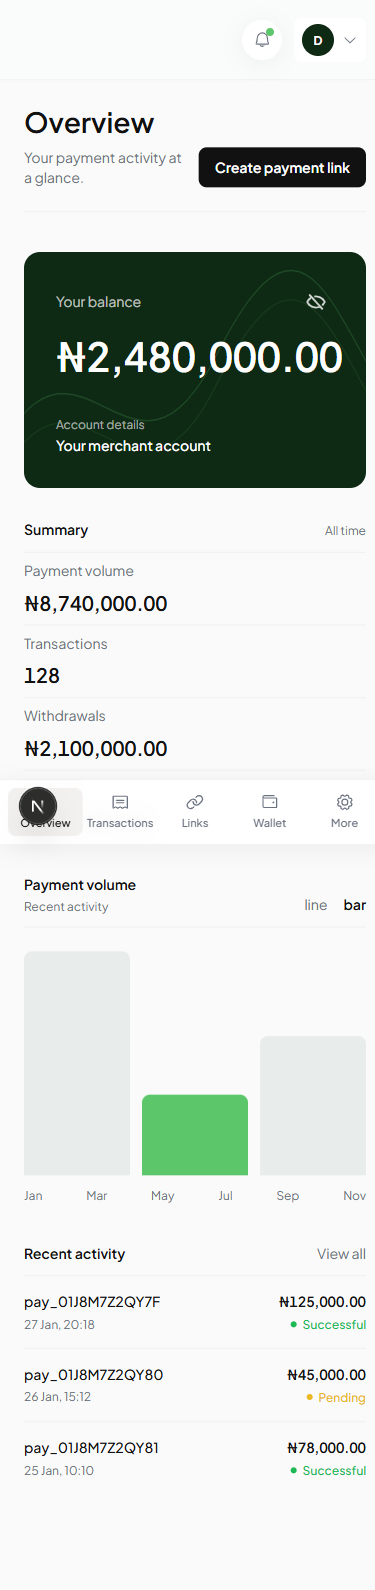 D
Overview
Your payment activity at
a glance.
Create payment link
Your balance
₦2,480,000.00
Account details
Your merchant account
Summary
All time
Payment volume
₦8,740,000.00
Transactions
128
Withdrawals
₦2,100,000.00
N
Overview
Transactions
Links
Wallet
More
Payment volume
Recent activity
line
bar
Jan
Mar
May
Jul
Sep
Nov
Recent activity
View all
pay_01J8M7Z2QY7F
₦125,000.00
27 Jan, 20:18
Successful
pay_01J8M7Z2QY80
₦45,000.00
26 Jan, 15:12
Pending
pay_01J8M7Z2QY81
₦78,000.00
25 Jan, 10:10
Successful